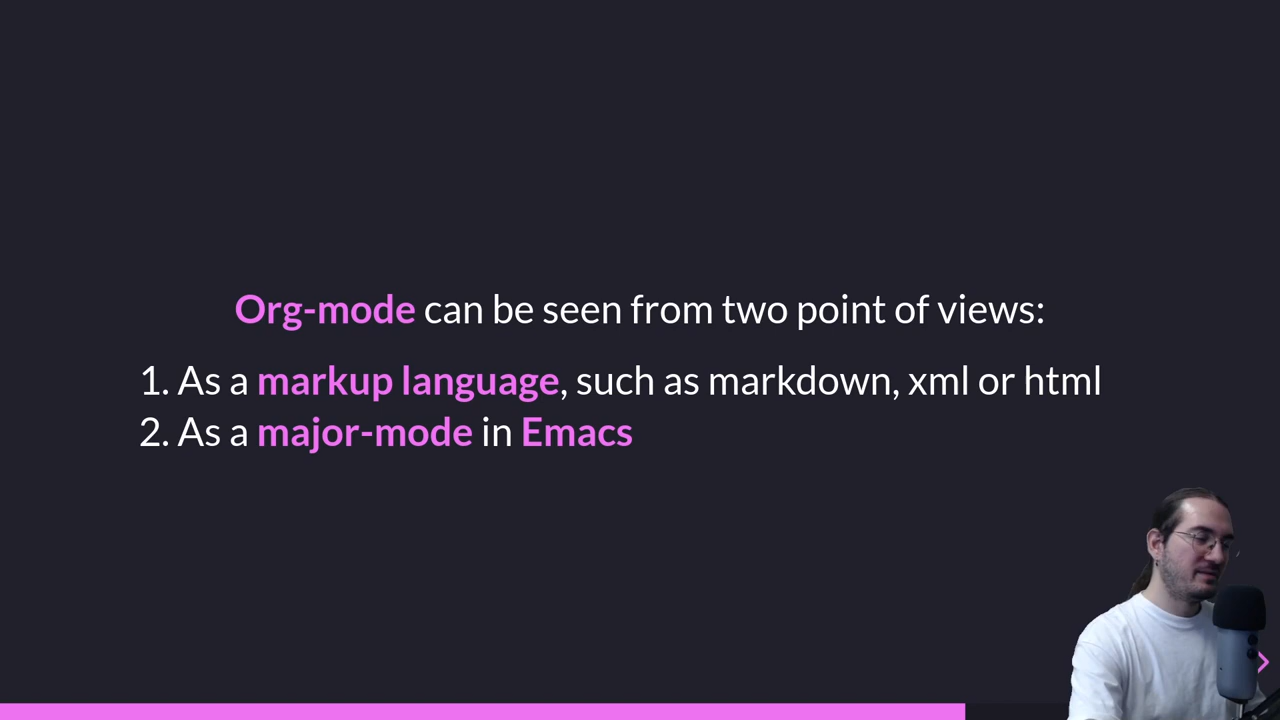 Org-mode can be seen from two point of views:
1. As a markup language, such as markdown, xml or html
2. As a major-mode in Emacs